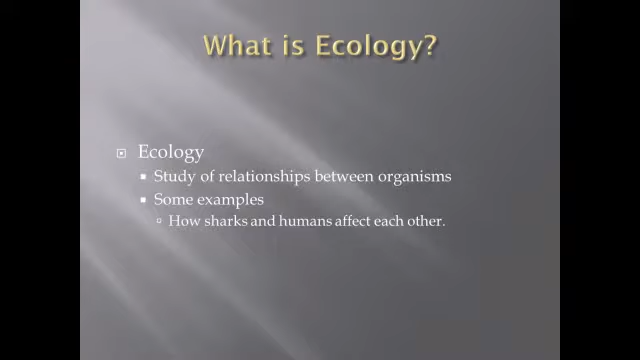 What is Ecology?
Ecology
Study of relationships between organisms
Some examples
How sharks and humans affect each other.